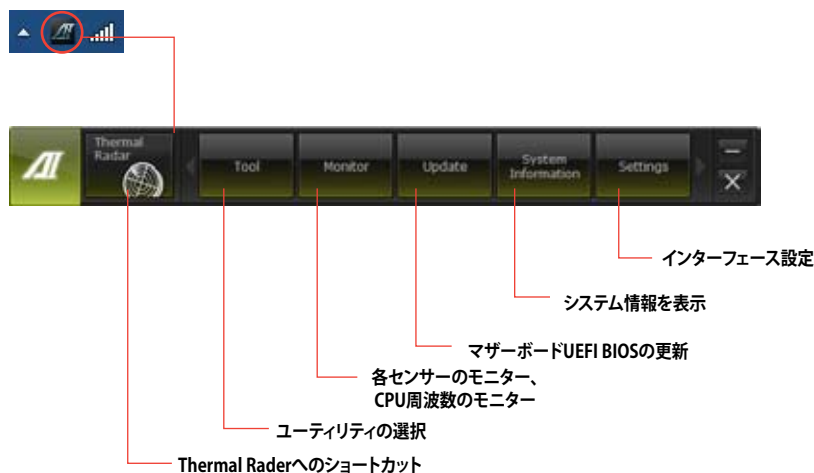 Thermal
Radar
Tool
Monitor
Update
System
Information
Settings
インターフェース設定
システム情報を表示
マザーボードUEFI BIOSの更新
各センサーのモニター、
CPU周波数のモニター
ユーティリティの選択
Thermal Raderへのショートカット